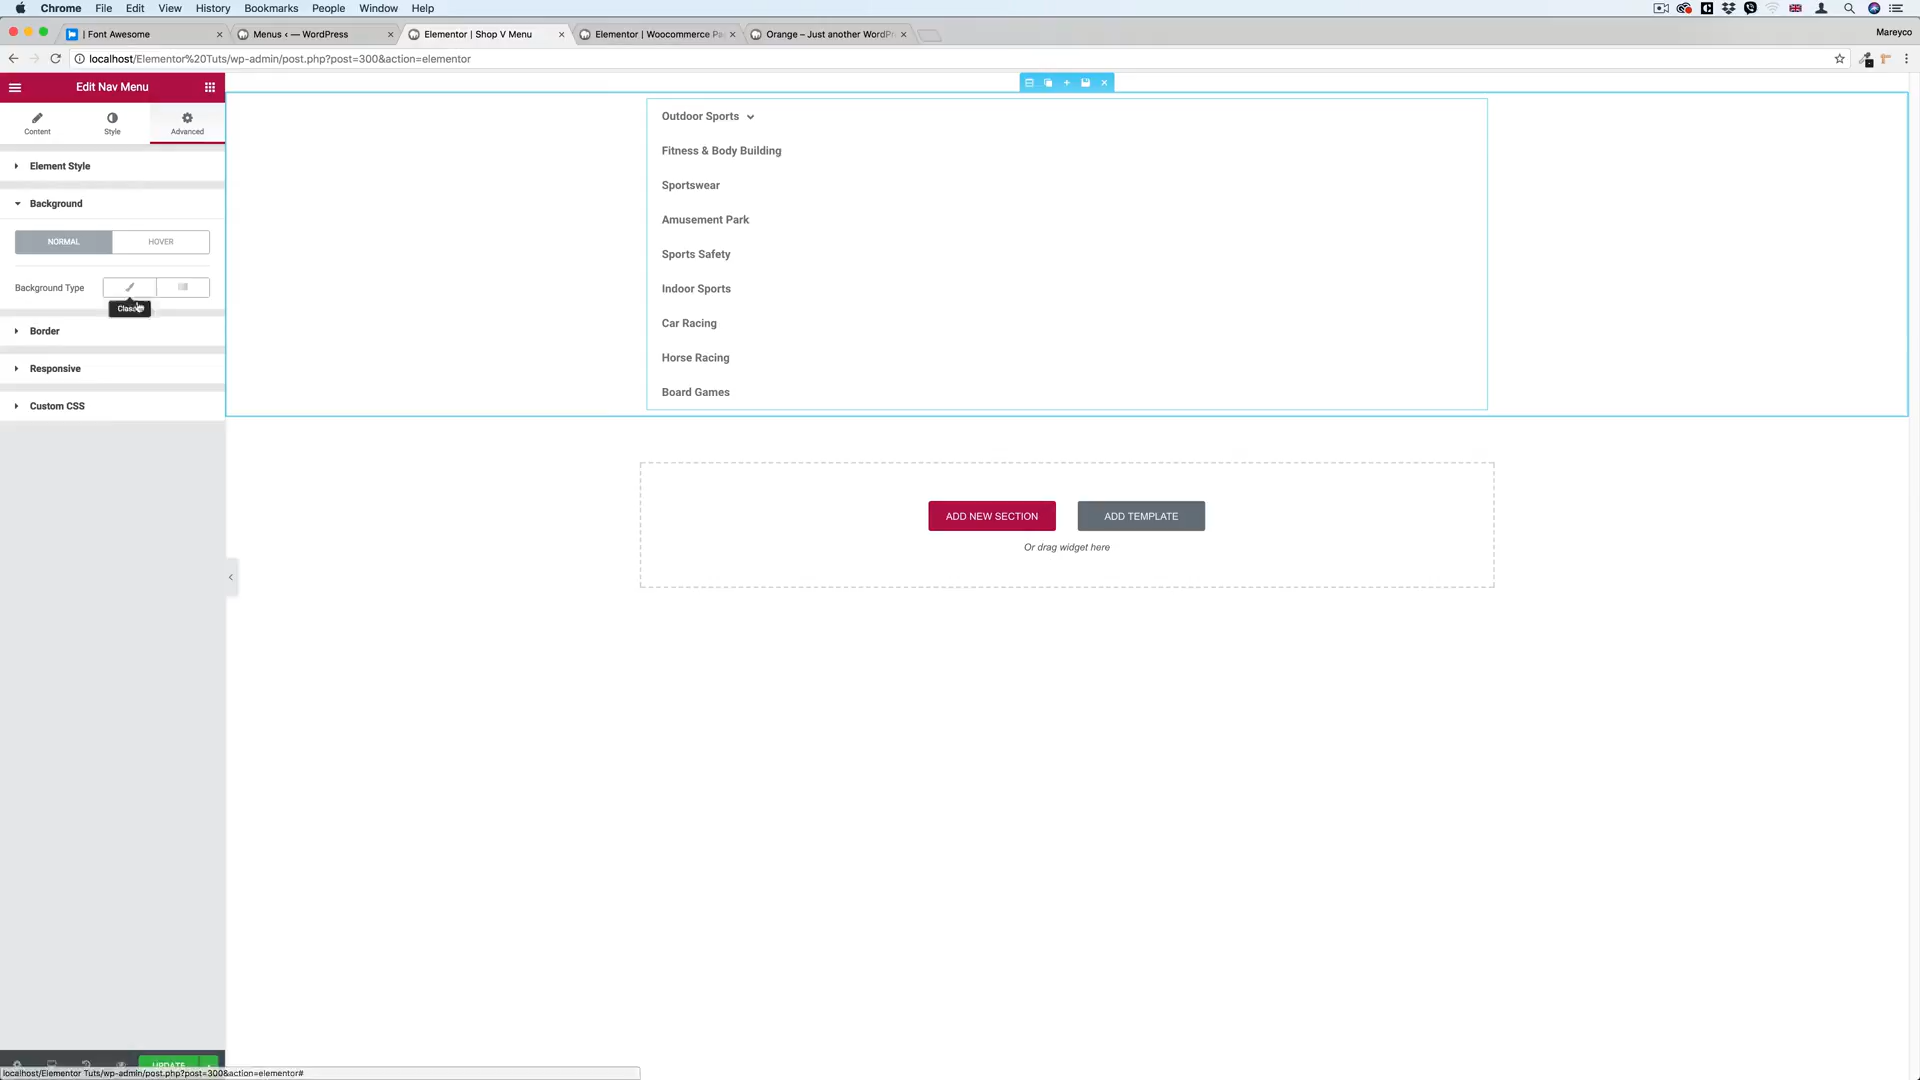 Chrome File Edit View History Bookmarks People Window Help
| Font Awesome
Menus ‹ — WordPress
Elementor | Shop V Menu
Elementor | Woocommerce Pa
Orange – Just another WordPr
Mareyco
localhost/Elementor%20Tuts/wp-admin/post.php?post=300&action=elementor
Edit Nav Menu
Content Style Advanced
Element Style
Background
NORMAL HOVER
Background Type
Border
Responsive
Custom CSS
Outdoor Sports
Fitness & Body Building
Sportswear
Amusement Park
Sports Safety
Indoor Sports
Car Racing
Horse Racing
Board Games
ADD NEW SECTION ADD TEMPLATE
Or drag widget here
UPDATE
localhost/Elementor Tuts/wp-admin/post.php?post=300&action=elementor#